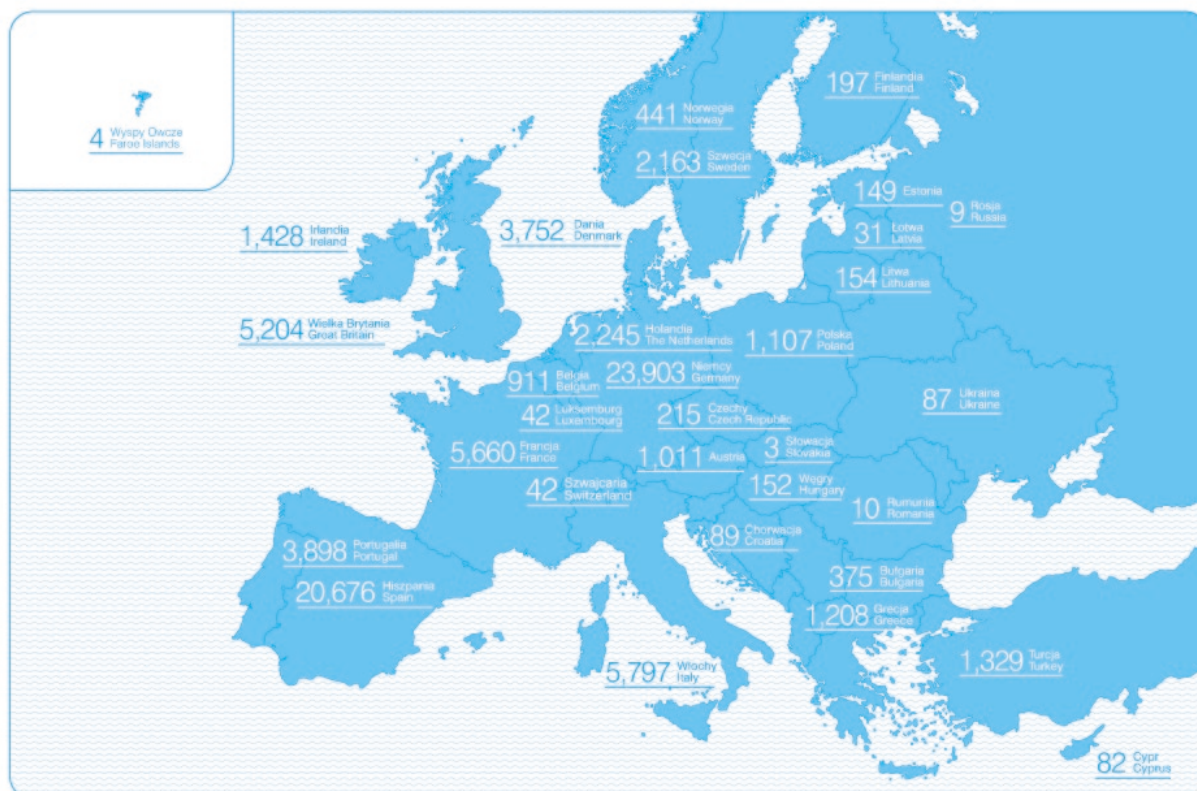 4 Wyspy Owcze
Faroe Islands
197 Finlandia
Finland
441 Norwegia
Norway
2,163 Szwecja
Sweden
149 Estonia
9 Rosja
Russia
1,428 Irlandia
Ireland
3,752 Dania
Denmark
31 Łotwa
Latvia
154 Litwa
Lithuania
5,204 Wielka Brytania
Great Britain
2,245 Holandia
The Netherlands
1,107 Polska
Poland
911 Belgia
Belgium
23,903 Niemcy
Germany
87 Ukraina
Ukraine
42 Luksemburg
Luxembourg
215 Czechy
Czech Republic
5,660 Francja
France
1,011 Austria
3 Słowacja
Slovakia
42 Szwajcaria
Switzerland
152 Węgry
Hungary
10 Rumunia
Romania
89 Chorwacja
Croatia
3,898 Portugalia
Portugal
375 Bułgaria
Bulgaria
20,676 Hiszpania
Spain
1,208 Grecja
Greece
5,797 Włochy
Italy
1,329 Turcja
Turkey
82 Cypr
Cyprus